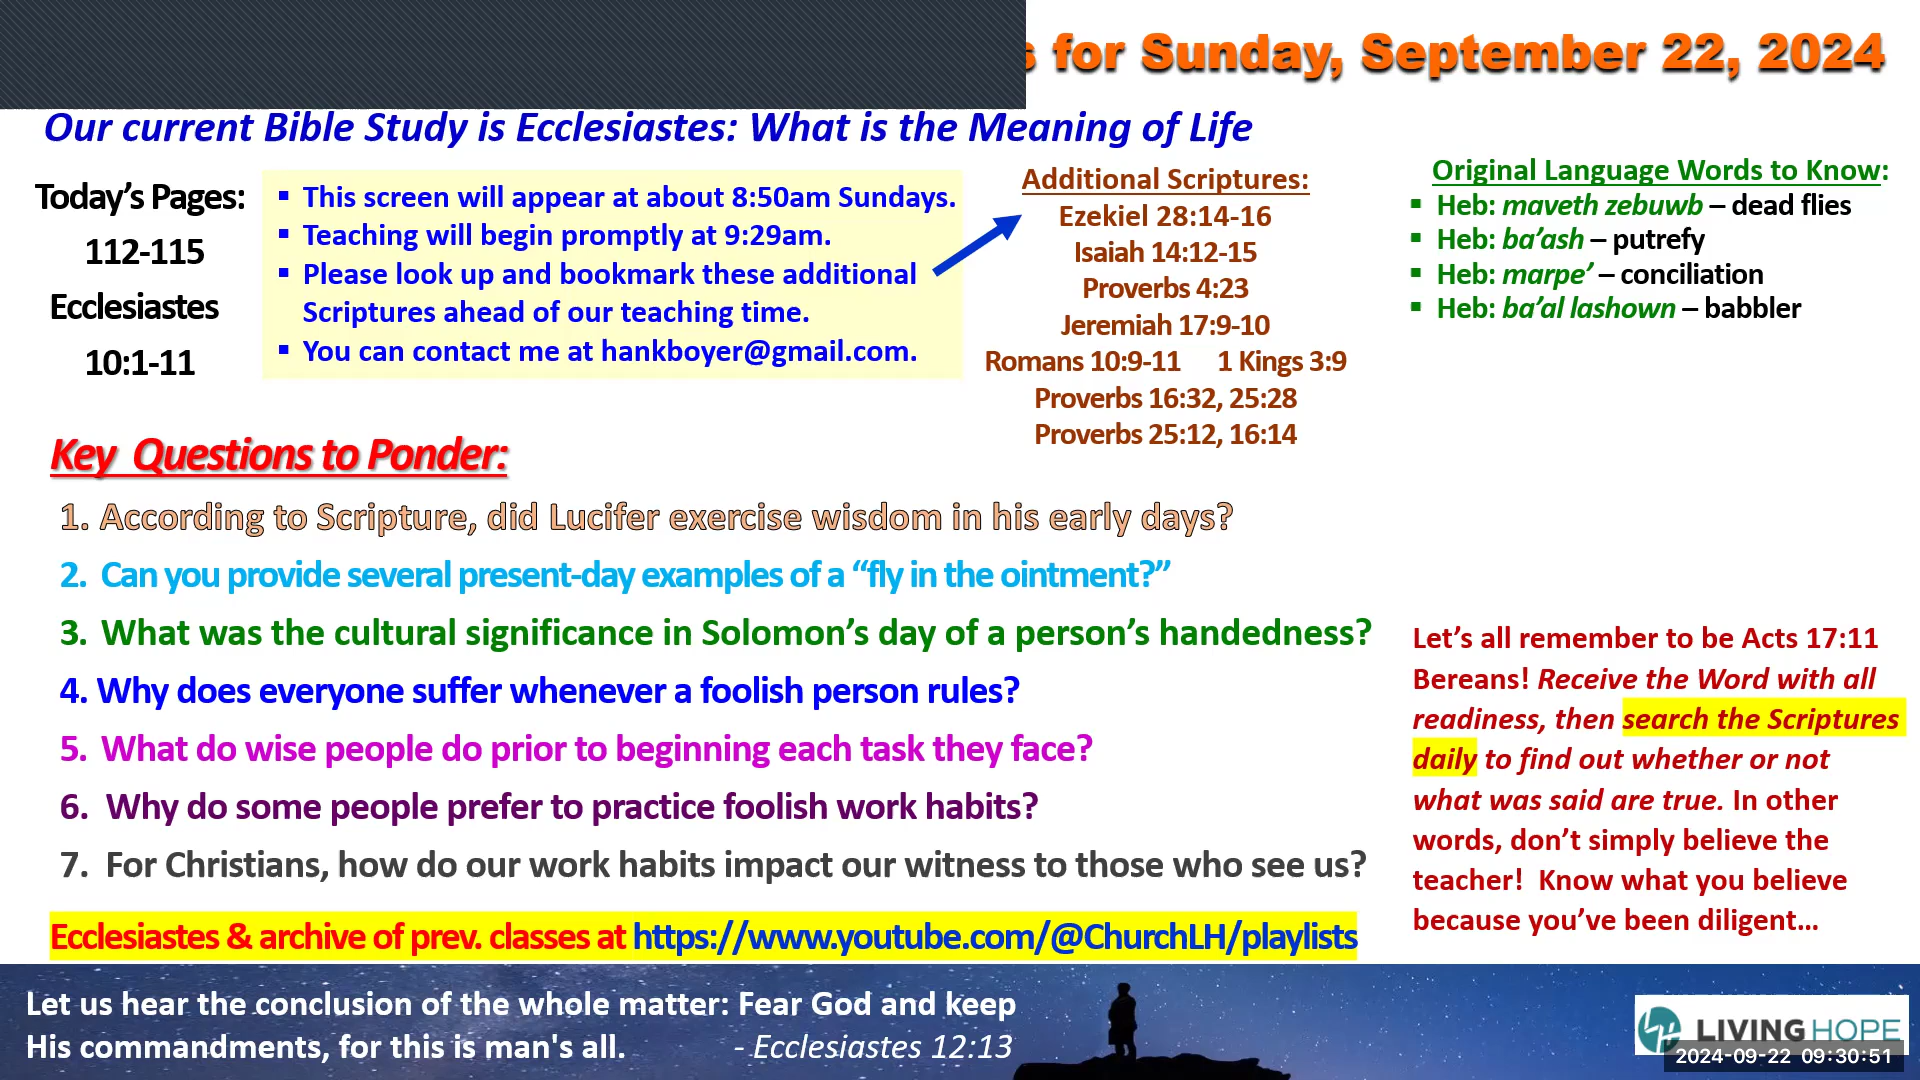 for Sunday, September 22, 2024
Our current Bible Study is Ecclesiastes: What is the Meaning of Life
Today’s Pages:
112-115
Ecclesiastes
10:1-11
▪ This screen will appear at about 8:50am Sundays.
▪ Teaching will begin promptly at 9:29am.
▪ Please look up and bookmark these additional
Scriptures ahead of our teaching time.
▪ You can contact me at hankboyer@gmail.com.
Additional Scriptures:
Ezekiel 28:14-16
Isaiah 14:12-15
Proverbs 4:23
Jeremiah 17:9-10
Romans 10:9-11 1 Kings 3:9
Proverbs 16:32, 25:28
Proverbs 25:12, 16:14
Original Language Words to Know:
▪ Heb: maveth zebuwb – dead flies
▪ Heb: ba’ash – putrefy
▪ Heb: marpe’ – conciliation
▪ Heb: ba’al lashown – babbler
Key Questions to Ponder:
1. According to Scripture, did Lucifer exercise wisdom in his early days?
2. Can you provide several present-day examples of a “fly in the ointment?”
3. What was the cultural significance in Solomon’s day of a person’s handedness?
4. Why does everyone suffer whenever a foolish person rules?
5. What do wise people do prior to beginning each task they face?
6. Why do some people prefer to practice foolish work habits?
7. For Christians, how do our work habits impact our witness to those who see us?
Ecclesiastes & archive of prev. classes at https://www.youtube.com/@ChurchLH/playlists
Let’s all remember to be Acts 17:11
Bereans! Receive the Word with all
readiness, then search the Scriptures
daily to find out whether or not
what was said are true. In other
words, don’t simply believe the
teacher! Know what you believe
because you’ve been diligent…
Let us hear the conclusion of the whole matter: Fear God and keep
His commandments, for this is man's all. - Ecclesiastes 12:13
LIVING HOPE
2024-09-22 09:30:51